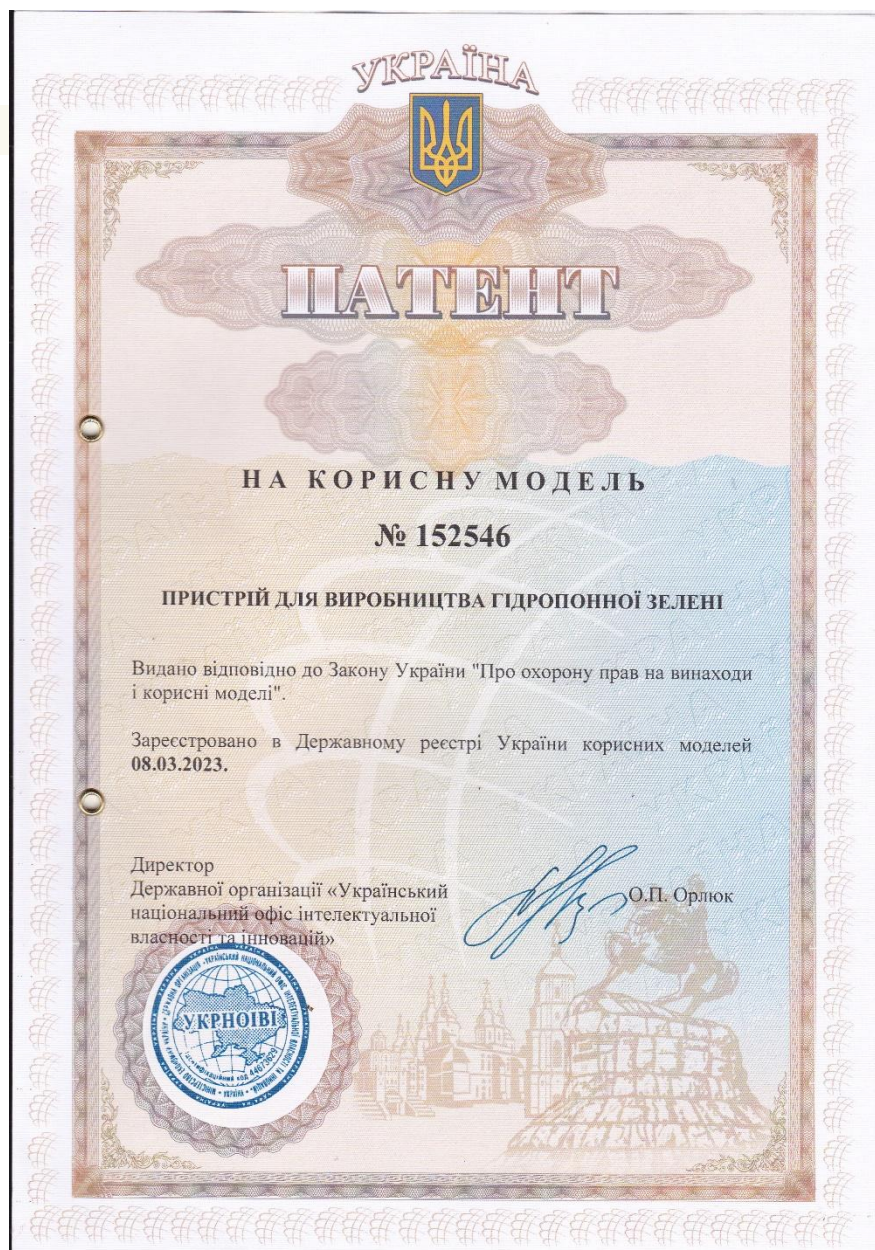 УКРАЇНА
ПАТЕНТ
НА КОРИСНУ МОДЕЛЬ
№ 152546
ПРИСТРІЙ ДЛЯ ВИРОБНИЦТВА ГІДРОПОННОЇ ЗЕЛЕНІ
Видано відповідно до Закону України "Про охорону прав на винаходи
і корисні моделі".
Зареєстровано в Державному реєстрі України корисних моделей
08.03.2023.
Директор
Державної організації «Український
національний офіс інтелектуальної
власності та інновацій»
О.П. Орлюк
УКРНОІВІ